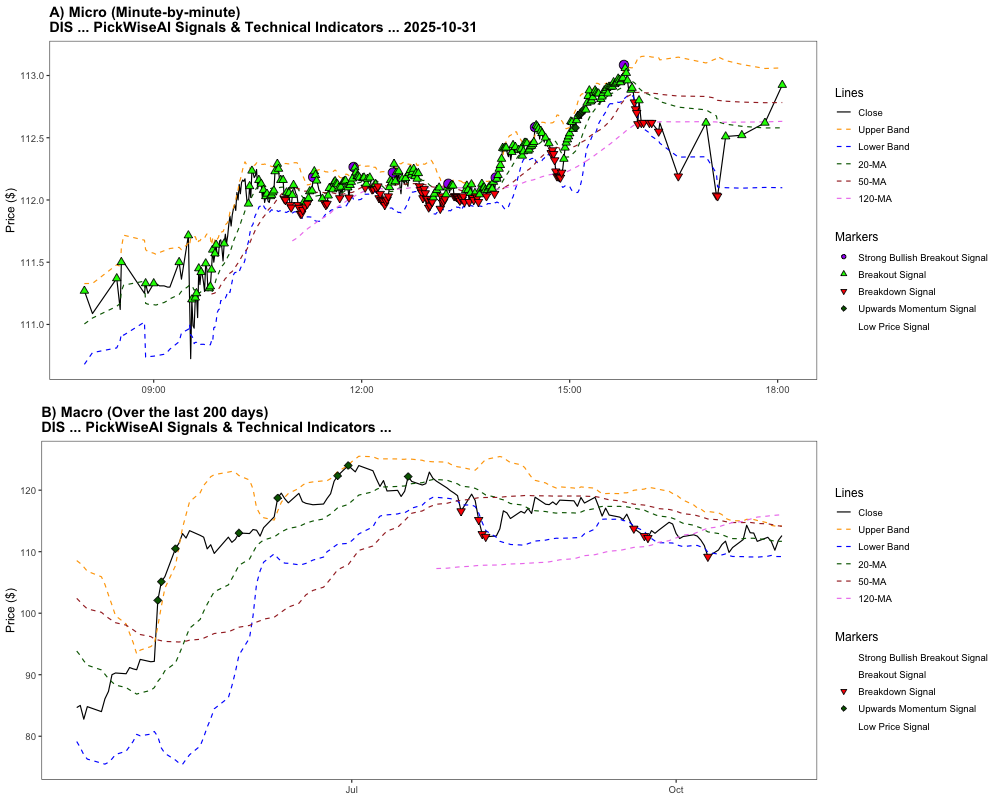 A) Micro (Minute-by-minute)
DIS ... PickWiseAI Signals & Technical Indicators ... 2025-10-31
Price ($)
113.0
112.5
112.0
111.5
111.0
09:00
12:00
15:00
18:00
Lines
Close
Upper Band
Lower Band
20-MA
50-MA
120-MA
Markers
Strong Bullish Breakout Signal
Breakout Signal
Breakdown Signal
Upwards Momentum Signal
Low Price Signal
B) Macro (Over the last 200 days)
DIS ... PickWiseAI Signals & Technical Indicators ...
Price ($)
120
110
100
90
80
Jul
Oct
Lines
Close
Upper Band
Lower Band
20-MA
50-MA
120-MA
Markers
Strong Bullish Breakout Signal
Breakout Signal
Breakdown Signal
Upwards Momentum Signal
Low Price Signal